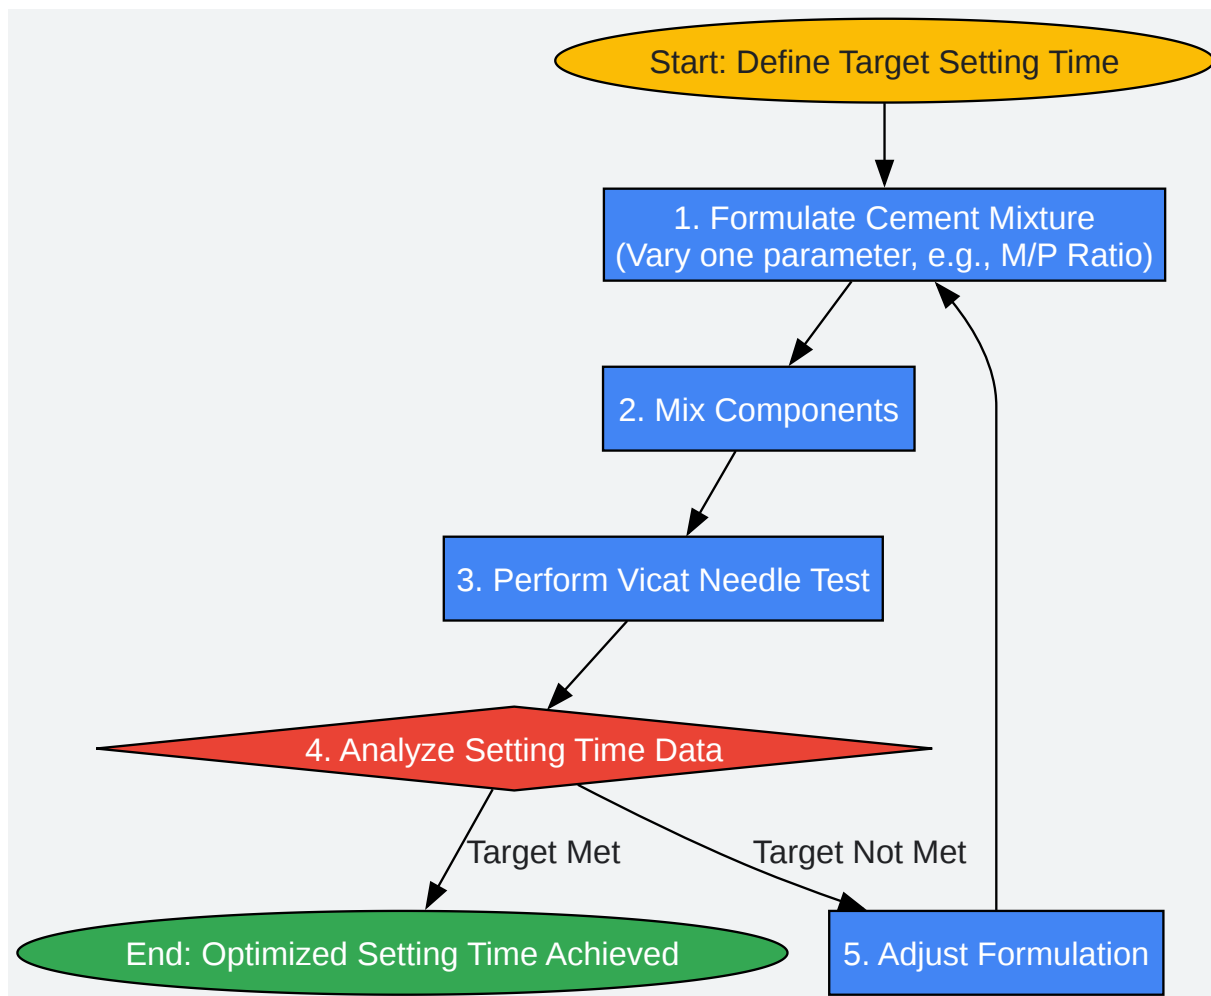 Start: Define Target Setting Time
1. Formulate Cement Mixture
(Vary one parameter, e.g., M/P Ratio)
2. Mix Components
3. Perform Vicat Needle Test
4. Analyze Setting Time Data
Target Met
Target Not Met
End: Optimized Setting Time Achieved
5. Adjust Formulation